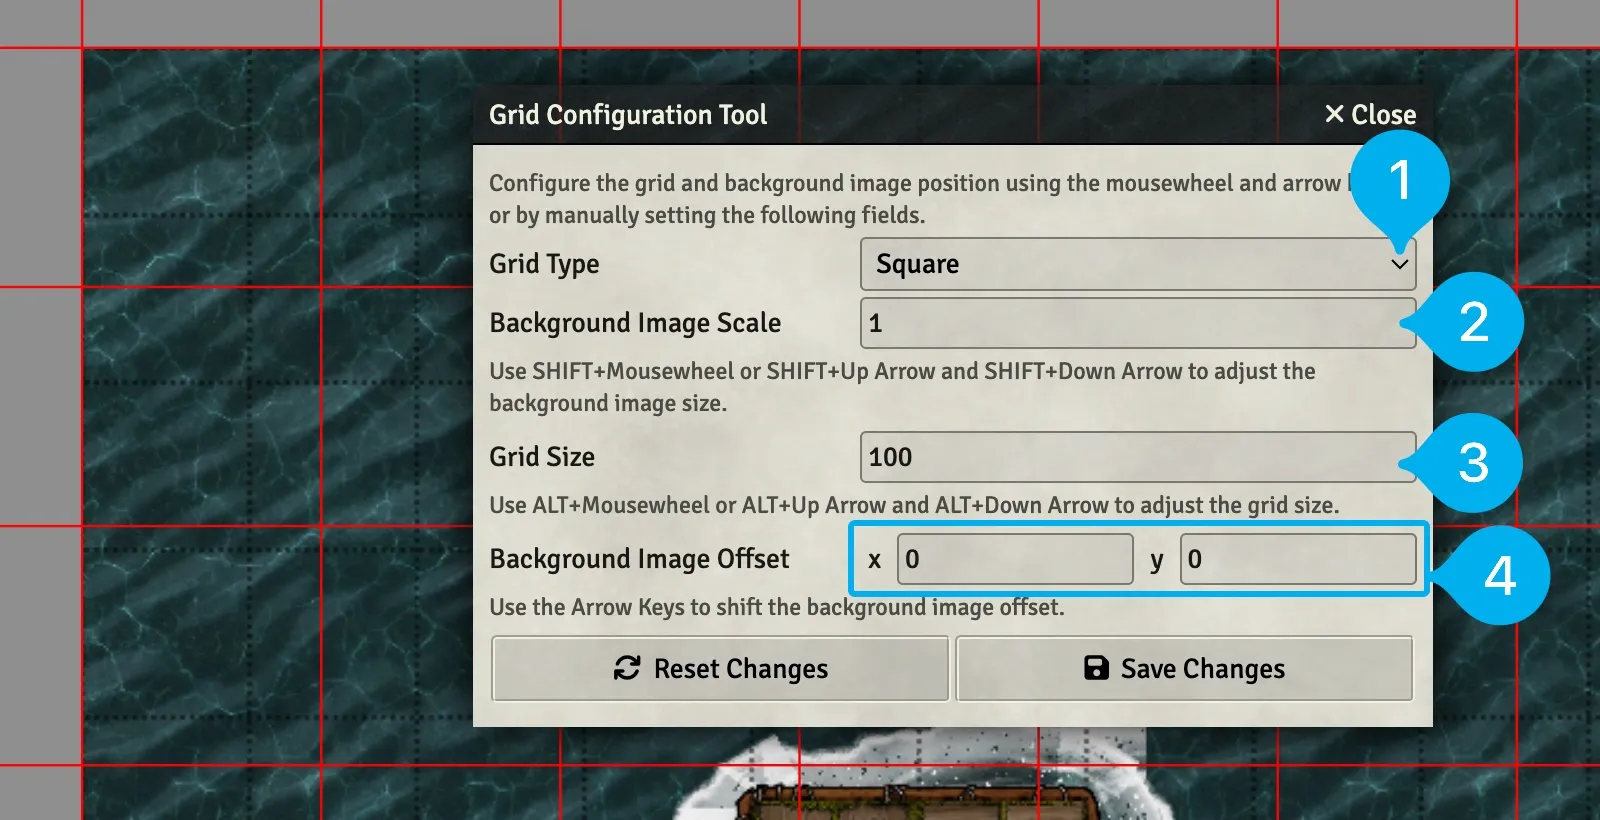 Grid Configuration Tool
Close
Configure the grid and background image position using the mousewheel and arrow
or by manually setting the following fields.
1
Grid Type
Square
Background Image Scale
1
2
Use SHIFT+Mousewheel or SHIFT+Up Arrow and SHIFT+Down Arrow to adjust the
background image size.
Grid Size
100
3
Use ALT+Mousewheel or ALT+Up Arrow and ALT+Down Arrow to adjust the grid size.
Background Image Offset
x 0 y 0
4
Use the Arrow Keys to shift the background image offset.
Reset Changes
Save Changes